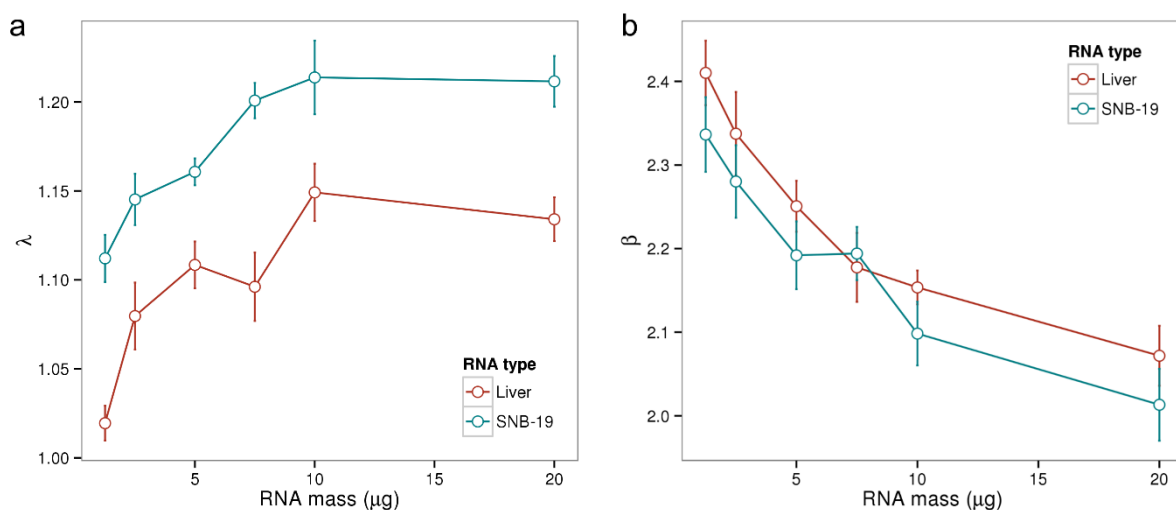 a
λ
1.20
1.15
1.10
1.05
1.00
5
10
15
20
RNA mass (μg)
RNA type
Liver
SNB-19
b
β
2.4
2.3
2.2
2.1
2.0
5
10
15
20
RNA mass (μg)
RNA type
Liver
SNB-19